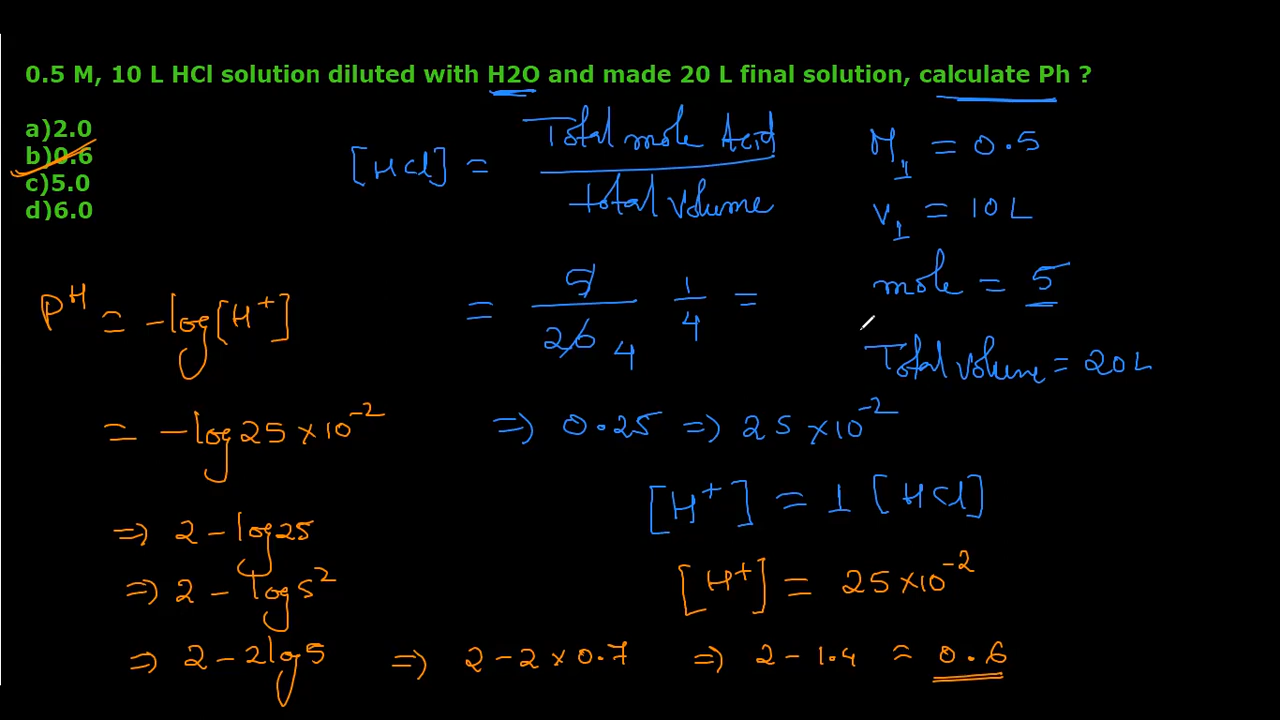 0.5 M, 10 L HCl solution diluted with H2O and made 20 L final solution, calculate Ph ?
a)2.0
b)0.6
c)5.0
d)6.0
[HCl] = Total mole Acid / total volume
M1 = 0.5
V1 = 10 L
mole = 5
Total volume = 20 L
= 5/20 4 1/4 =
⇒ 0.25 ⇒ 25 × 10^-2
[H+] = 1 [HCl]
[H+] = 25 × 10^-2
PH = -log[H+]
= -log 25 × 10^-2
⇒ 2 - log 25
⇒ 2 - log 5^2
⇒ 2 - 2 log 5 ⇒ 2 - 2 × 0.7 ⇒ 2 - 1.4 = 0.6